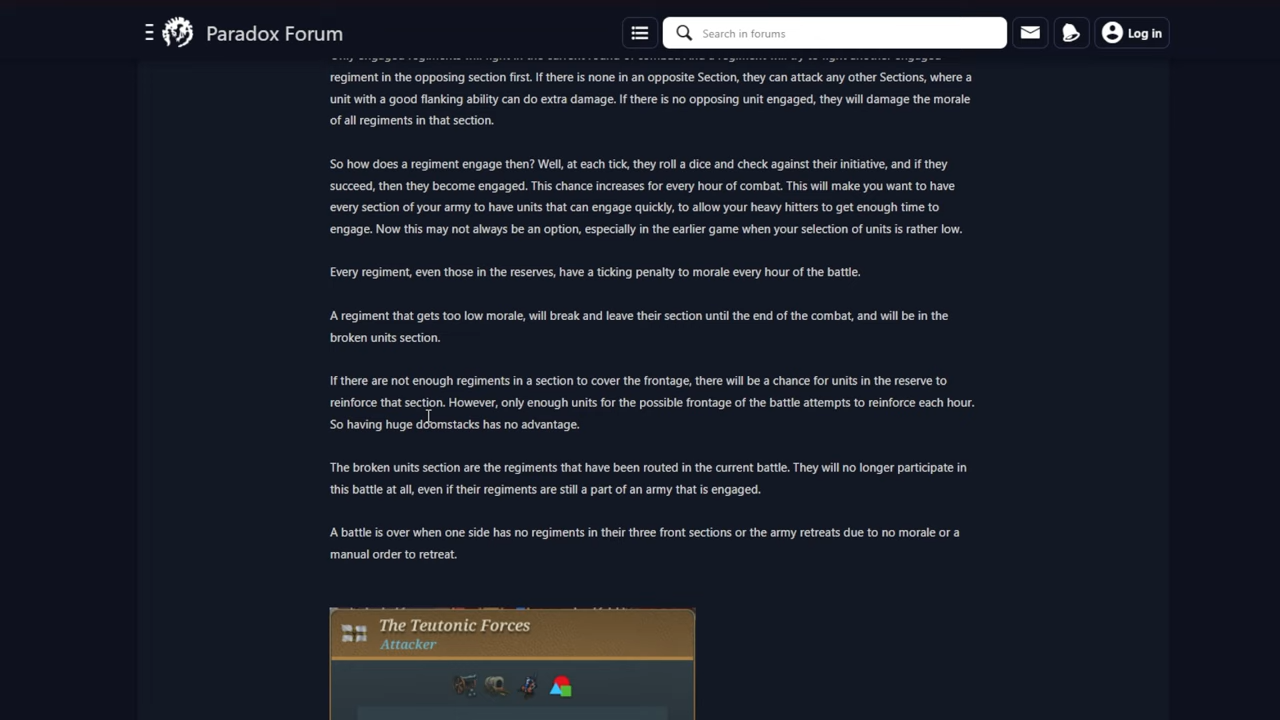 Paradox Forum
Search in forums
Log in
Only engaged regiments will fight in the current round of combat. And a regiment will try to fight another engaged
regiment in the opposing section first. If there is none in an opposite Section, they can attack any other Sections, where a
unit with a good flanking ability can do extra damage. If there is no opposing unit engaged, they will damage the morale
of all regiments in that section.
So how does a regiment engage then? Well, at each tick, they roll a dice and check against their initiative, and if they
succeed, then they become engaged. This chance increases for every hour of combat. This will make you want to have
every section of your army to have units that can engage quickly, to allow your heavy hitters to get enough time to
engage. Now this may not always be an option, especially in the earlier game when your selection of units is rather low.
Every regiment, even those in the reserves, have a ticking penalty to morale every hour of the battle.
A regiment that gets too low morale, will break and leave their section until the end of the combat, and will be in the
broken units section.
If there are not enough regiments in a section to cover the frontage, there will be a chance for units in the reserve to
reinforce that section. However, only enough units for the possible frontage of the battle attempts to reinforce each hour.
So having huge doomstacks has no advantage.
The broken units section are the regiments that have been routed in the current battle. They will no longer participate in
this battle at all, even if their regiments are still a part of an army that is engaged.
A battle is over when one side has no regiments in their three front sections or the army retreats due to no morale or a
manual order to retreat.
The Teutonic Forces
Attacker